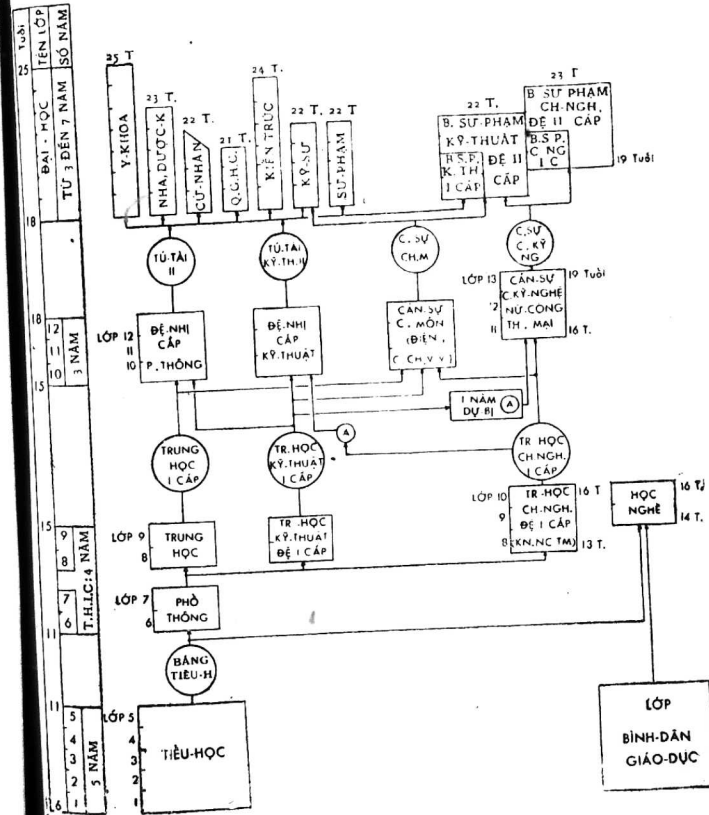 Tuổi
TÊN LỚP
SỐ NĂM
25
ĐẠI - HỌC
TỪ 3 ĐẾN 7 NĂM
18
18
12
11
10
3 NĂM
15
15
9
8
7
6
T.H.I.C: 4 NĂM
11
11
5
4
3
2
1
5 NĂM
6
25 T
Y-KHOA
23 T.
NHA, DƯỢC-K
22 T.
CỬ-NHÂN
21 T.
Q.G.H.C.
24 T.
KIẾN TRÚC
22 T
KỸ-SƯ
22 T
SƯ-PHẠM
22 T.
B. SƯ-PHẠM
KỸ-THUẬT
ĐỆ II
CẤP
B.S.P.
K. TH.
I CẤP
23 T
B SƯ PHẠM
CH-NGH,
ĐỆ II CẤP
B.S.P.
C NG
I C
19 Tuổi
TÚ-TÀI
II
TÚ.TÀI
KỸ.TH.II
C. SỰ
CH.M
C.SỰ
C. KỸ
NG
LỚP 12
11
10
ĐỆ.NHỊ
CẤP
P. THÔNG
ĐỆ.NHỊ
CẤP
KỸ.THUẬT
CÁN-SỰ
C. MÔN
(ĐIỆN,
C CH, V.V)
LỚP 13
12
11
CÁN-SỰ
C.KỸ-NGHỆ
NỮ.CÔNG
TH. MẠI
19 Tuổi
16 T.
1 NĂM
DỰ BỊ
A
A
TRUNG
HỌC
I CẤP
TR.HỌC
KỸ.THUẬT
I CẤP
TR HỌC
CH.NGH.
I CẤP
LỚP 9
8
TRUNG
HỌC
TR .HỌC
KỸ.THUẬT
ĐỆ I CẤP
LỚP 10
9
8
TR -HỌC
CH-NGH.
ĐỆ I CẤP
(KN.NC TM)
16 T
13 T.
HỌC
NGHỀ
14 T.
LỚP 7
6
PHỔ
THÔNG
BẰNG
TIỂU-H
LỚP 5
4
3
2
1
TIỂU-HỌC
LỚP
BÌNH-DÂN
GIÁO-DỤC